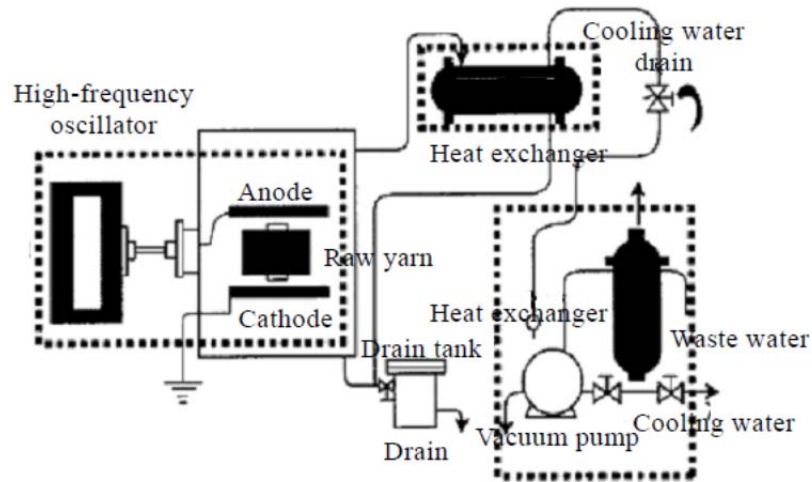 Cooling water
drain
High-frequency
oscillator
Heat exchanger
Anode
Raw yarn
Cathode
Heat exchanger
Drain tank
Waste water
Drain
Vacuum pump
Cooling water